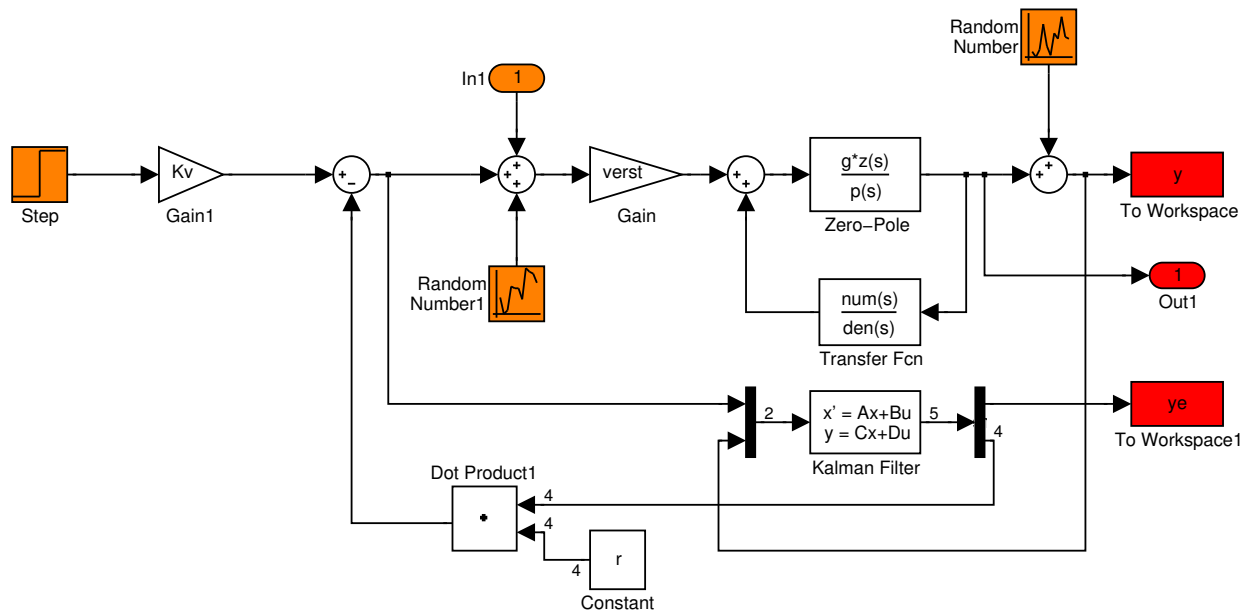 Random
Number
In1
1
Kv
verst
g*z(s)
p(s)
y
Step
Gain1
Gain
Zero−Pole
To Workspace
Random
Number1
num(s)
den(s)
Transfer Fcn
1
Out1
2
x' = Ax+Bu
y = Cx+Du
5
4
ye
Kalman Filter
To Workspace1
Dot Product1
4
4
4
r
Constant